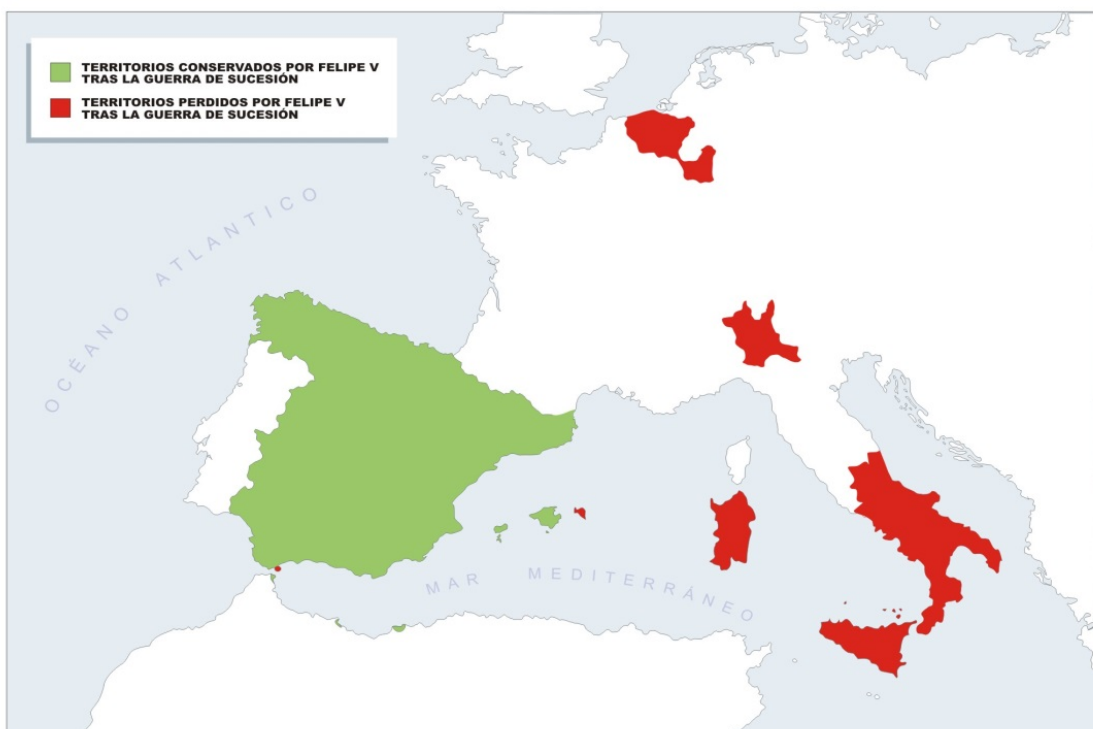 TERRITORIOS CONSERVADOS POR FELIPE V
TRAS LA GUERRA DE SUCESIÓN
TERRITORIOS PERDIDOS POR FELIPE V
TRAS LA GUERRA DE SUCESIÓN
OCÉANO ATLANTICO
MAR MEDITERRÁNEO